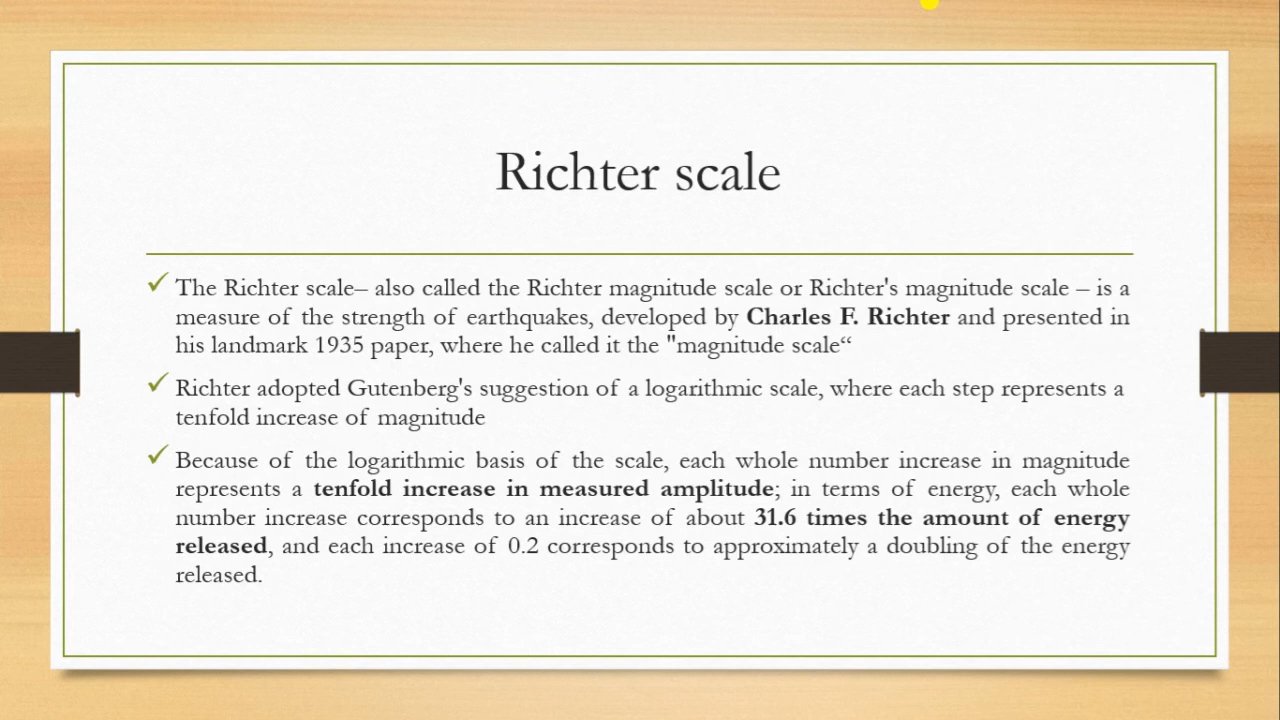 Richter scale
The Richter scale– also called the Richter magnitude scale or Richter's magnitude scale – is a
measure of the strength of earthquakes, developed by Charles F. Richter and presented in
his landmark 1935 paper, where he called it the "magnitude scale“
Richter adopted Gutenberg's suggestion of a logarithmic scale, where each step represents a
tenfold increase of magnitude
Because of the logarithmic basis of the scale, each whole number increase in magnitude
represents a tenfold increase in measured amplitude; in terms of energy, each whole
number increase corresponds to an increase of about 31.6 times the amount of energy
released, and each increase of 0.2 corresponds to approximately a doubling of the energy
released.